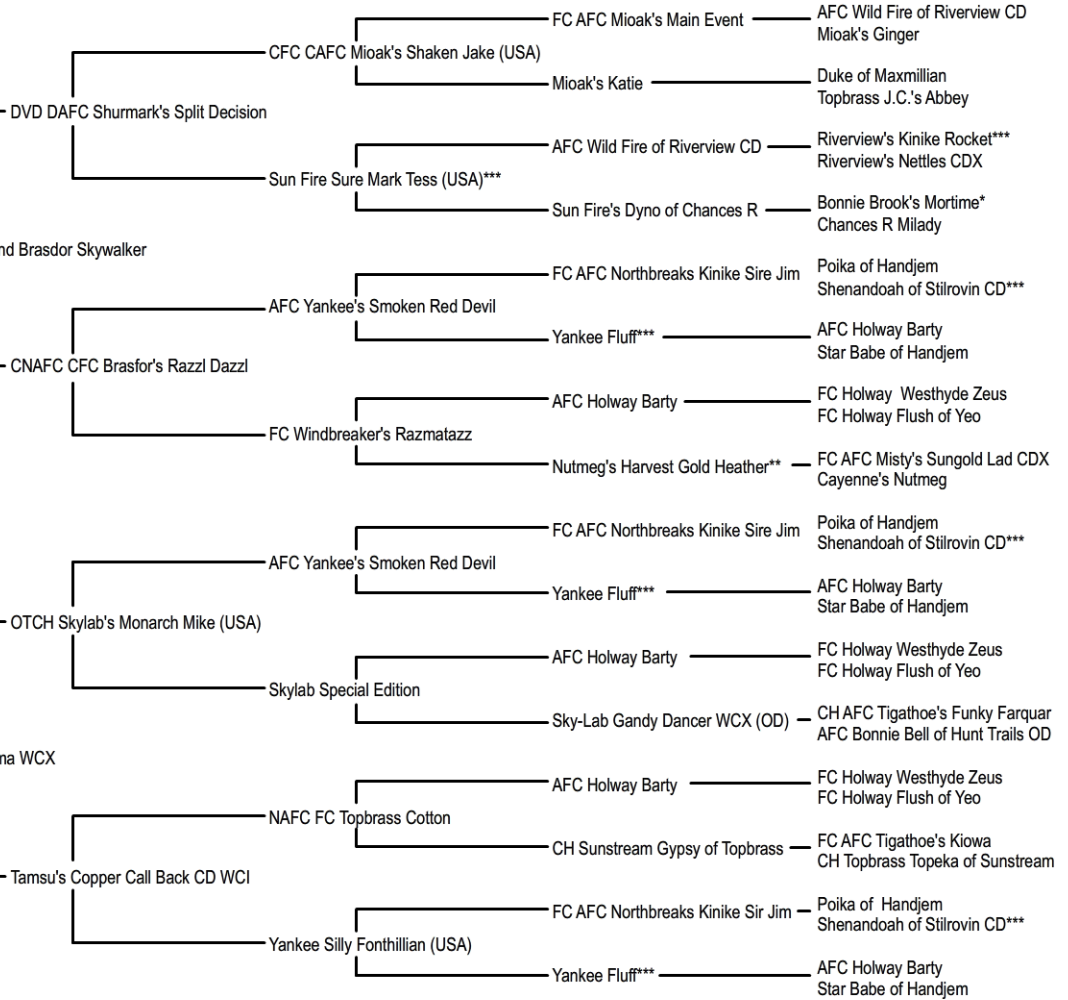 FC AFC Mioak's Main Event
AFC Wild Fire of Riverview CD
Mioak's Ginger
CFC CAFC Mioak's Shaken Jake (USA)
Mioak's Katie
Duke of Maxmillian
Topbrass J.C.'s Abbey
DVD DAFC Shurmark's Split Decision
AFC Wild Fire of Riverview CD
Riverview's Kinike Rocket***
Riverview's Nettles CDX
Sun Fire Sure Mark Tess (USA)***
Sun Fire's Dyno of Chances R
Bonnie Brook's Mortime*
Chances R Milady
nd Brasdor Skywalker
FC AFC Northbreaks Kinike Sire Jim
Poika of Handjem
Shenandoah of Stilrovin CD***
AFC Yankee's Smoken Red Devil
Yankee Fluff***
AFC Holway Barty
Star Babe of Handjem
CNAFC CFC Brasfor's Razzl Dazzl
AFC Holway Barty
FC Holway Westhyde Zeus
FC Holway Flush of Yeo
FC Windbreaker's Razmatazz
Nutmeg's Harvest Gold Heather**
FC AFC Misty's Sungold Lad CDX
Cayenne's Nutmeg
FC AFC Northbreaks Kinike Sire Jim
Poika of Handjem
Shenandoah of Stilrovin CD***
AFC Yankee's Smoken Red Devil
Yankee Fluff***
AFC Holway Barty
Star Babe of Handjem
OTCH Skylab's Monarch Mike (USA)
AFC Holway Barty
FC Holway Westhyde Zeus
FC Holway Flush of Yeo
Skylab Special Edition
Sky-Lab Gandy Dancer WCX (OD)
CH AFC Tigathoe's Funky Farquar
AFC Bonnie Bell of Hunt Trails OD
ma WCX
AFC Holway Barty
FC Holway Westhyde Zeus
FC Holway Flush of Yeo
NAFC FC Topbrass Cotton
CH Sunstream Gypsy of Topbrass
FC AFC Tigathoe's Kiowa
CH Topbrass Topeka of Sunstream
Tamsu's Copper Call Back CD WCI
FC AFC Northbreaks Kinike Sir Jim
Poika of Handjem
Shenandoah of Stilrovin CD***
Yankee Silly Fonthillian (USA)
Yankee Fluff***
AFC Holway Barty
Star Babe of Handjem